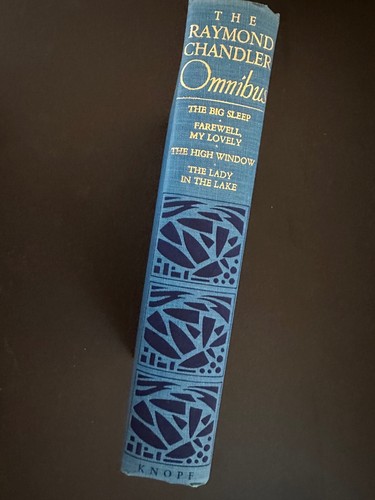 THE
RAYMOND
CHANDLER
Omnibus
THE BIG SLEEP
FAREWELL,
MY LOVELY
THE HIGH WINDOW
THE LADY
IN THE LAKE
KNOPF